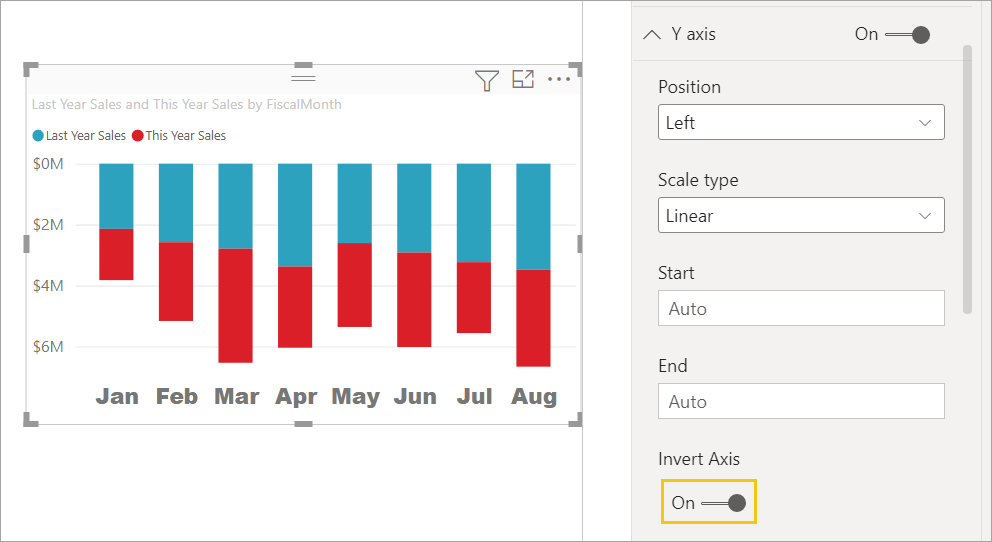 Last Year Sales and This Year Sales by FiscalMonth
Last Year Sales This Year Sales
$0M
$2M
$4M
$6M
Jan Feb Mar Apr May Jun Jul Aug
Y axis On
Position
Left
Scale type
Linear
Start
Auto
End
Auto
Invert Axis
On